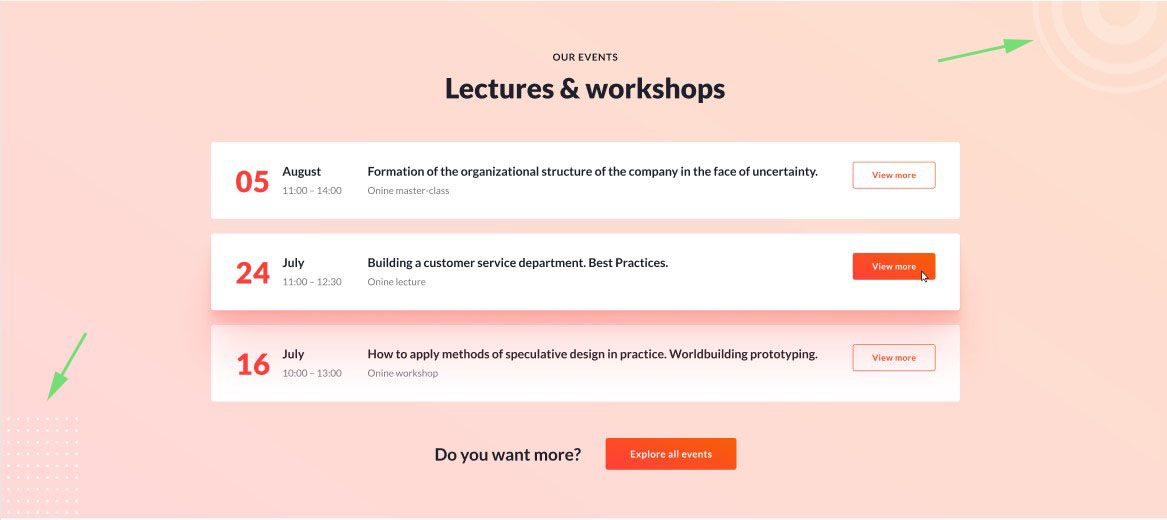 OUR EVENTS
Lectures & workshops
05
August
11:00 – 14:00
Formation of the organizational structure of the company in the face of uncertainty.
Onine master-class
View more
24
July
11:00 – 12:30
Building a customer service department. Best Practices.
Onine lecture
View more
16
July
10:00 – 13:00
How to apply methods of speculative design in practice. Worldbuilding prototyping.
Onine workshop
View more
Do you want more?
Explore all events